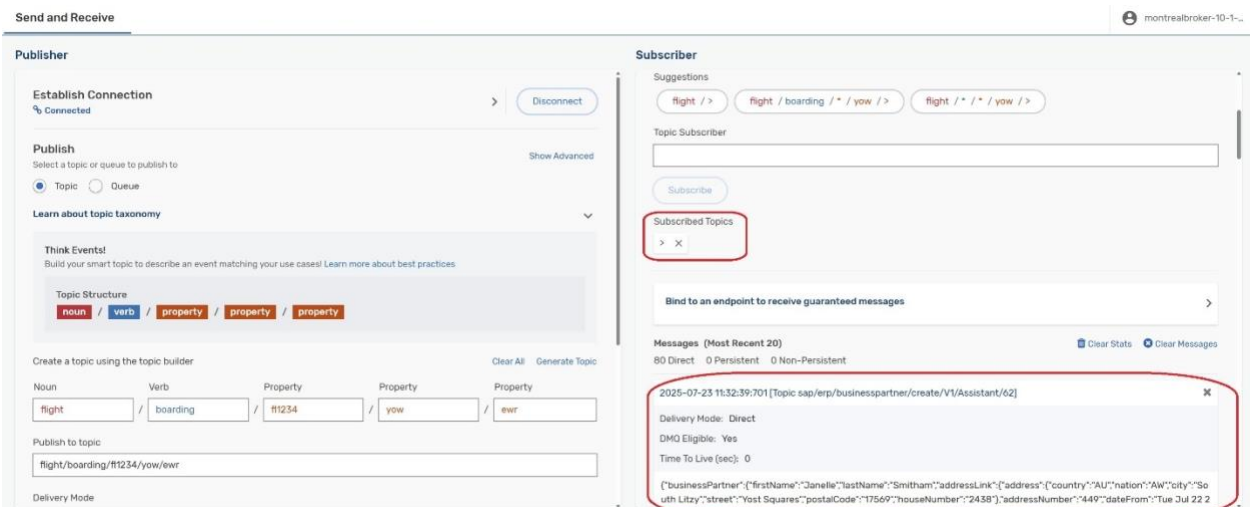 Send and Receive
montrealbroker-10-1-...
Publisher
Establish Connection
Connected
Disconnect
Publish
Select a topic or queue to publish to
Show Advanced
Topic
Queue
Learn about topic taxonomy
Think Events!
Build your smart topic to describe an event matching your use cases! Learn more about best practices
Topic Structure
noun / verb / property / property / property
Create a topic using the topic builder
Clear All Generate Topic
Noun Verb Property Property Property
flight / boarding / fl1234 / yow / ewr
Publish to topic
flight/boarding/fl1234/yow/ewr
Delivery Mode
Subscriber
Suggestions
flight / > flight / boarding / * / yow / > flight / * / * / yow / >
Topic Subscriber
Subscribe
Subscribed Topics
> ×
Bind to an endpoint to receive guaranteed messages
Messages (Most Recent 20)
Clear Stats Clear Messages
80 Direct 0 Persistent 0 Non-Persistent
2025-07-23 11:32:39:701 [Topic sap/erp/businesspartner/create/V1/Assistant/62]
Delivery Mode: Direct
DMQ Eligible: Yes
Time To Live (sec): 0
{"businessPartner":{"firstName":"Janelle","lastName":"Smitham","addressLink":{"address":{"country":"AU","nation":"AW","city":"So
uth Litzy","street":"Yost Squares","postalCode":"17569","houseNumber":"2438"},"addressNumber":"449","dateFrom":"Tue Jul 22 2